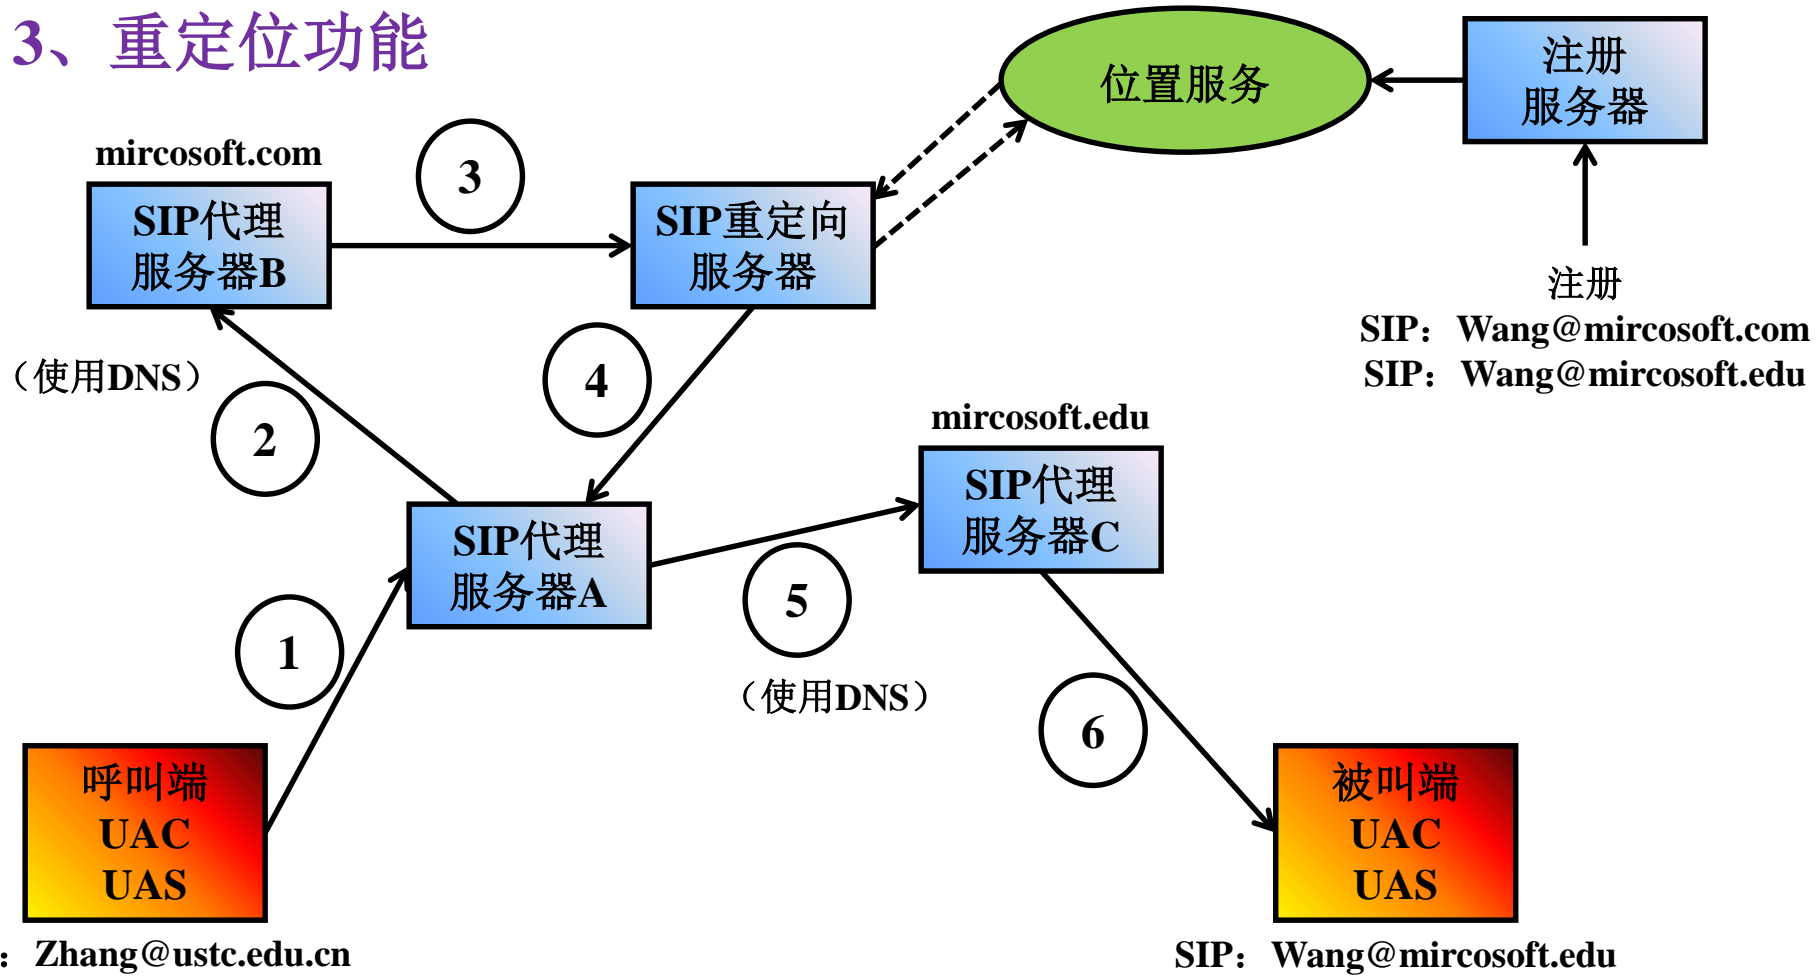 3、重定位功能
位置服务
注册
服务器
mircosoft.com
3
SIP代理
服务器B
SIP重定向
服务器
注册
SIP：Wang@mircosoft.com
SIP：Wang@mircosoft.edu
（使用DNS）
2
4
mircosoft.edu
SIP代理
服务器C
SIP代理
服务器A
1
5
（使用DNS）
6
呼叫端
UAC
UAS
被叫端
UAC
UAS
：Zhang@ustc.edu.cn
SIP：Wang@mircosoft.edu